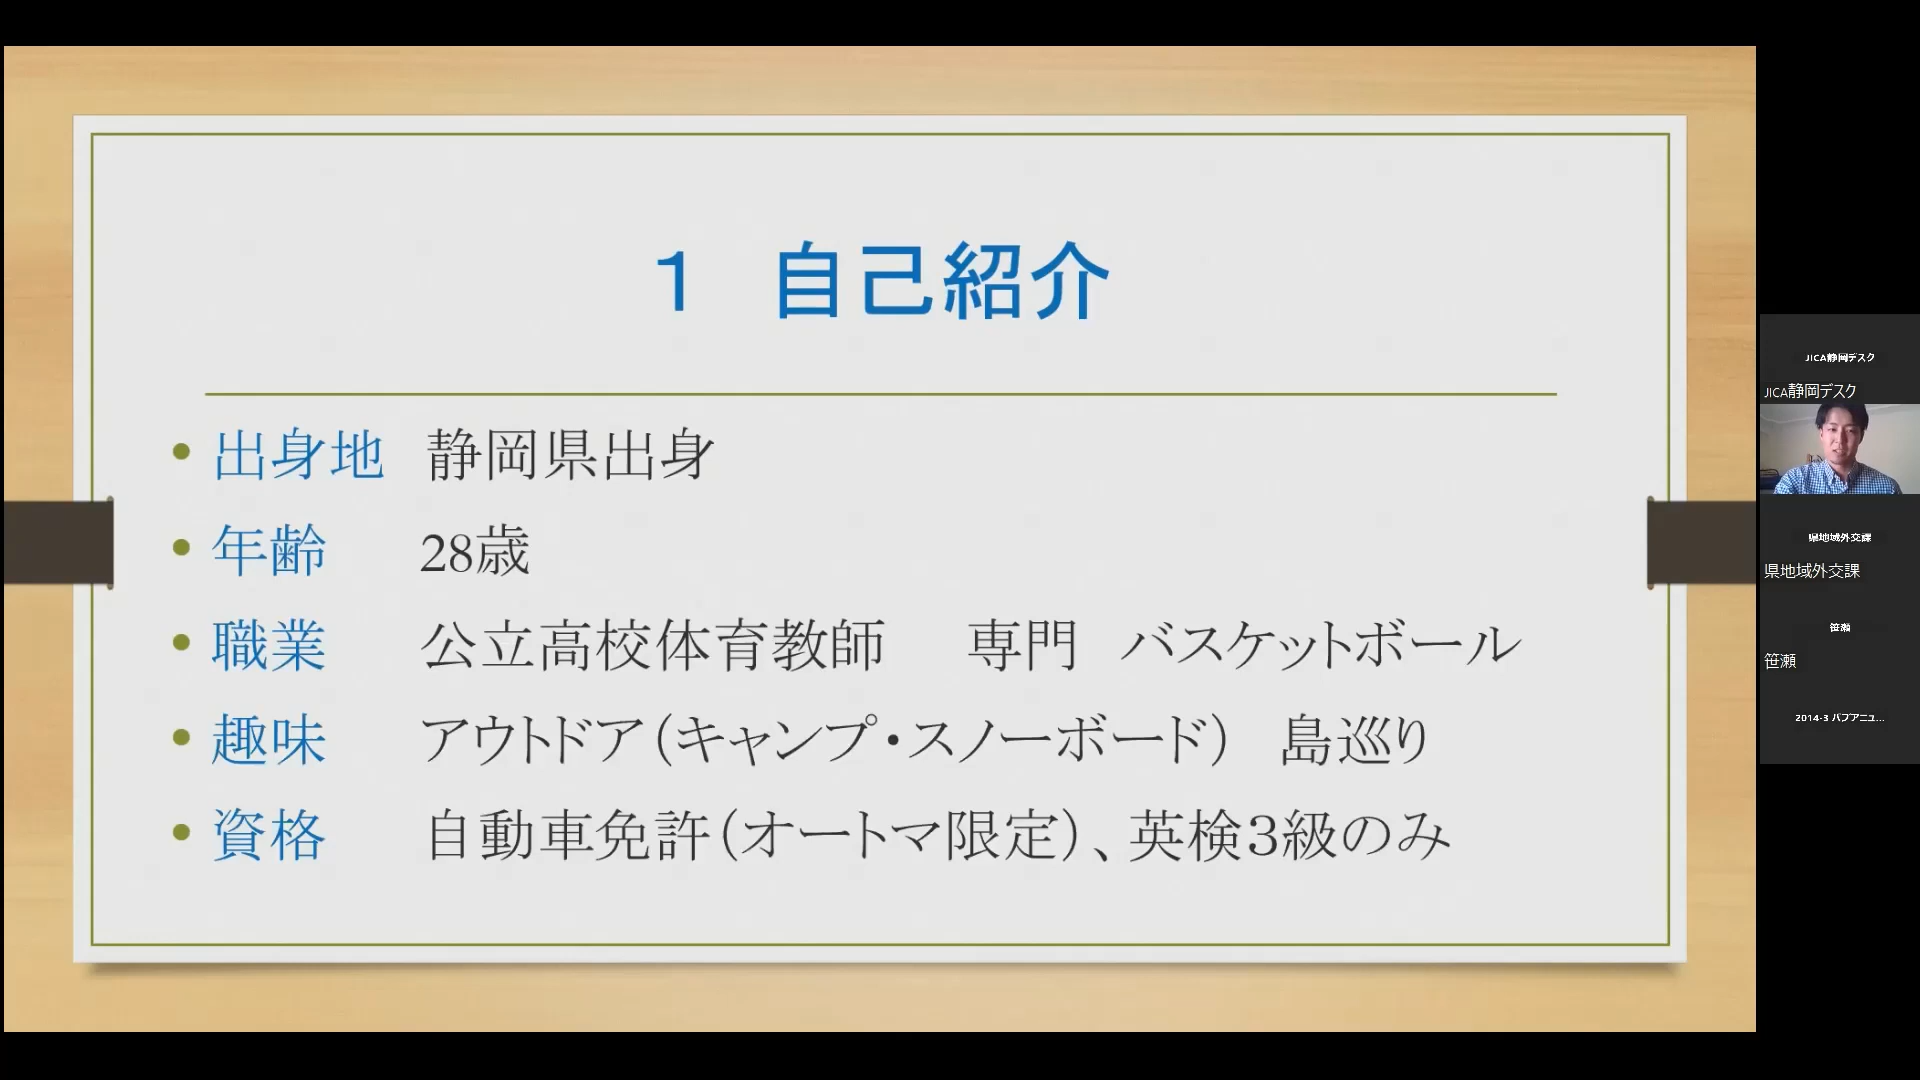 1 自己紹介
出身地 静岡県出身
年齢 28歳
職業 公立高校体育教師 専門 バスケットボール
趣味 アウトドア(キャンプ・スノーボード) 島巡り
資格 自動車免許(オートマ限定)、英検3級のみ
JICA静岡デスク
JICA静岡デスク
県地域外交課
県地域外交課
笹瀬
笹瀬
2014-3 パプアニュ...